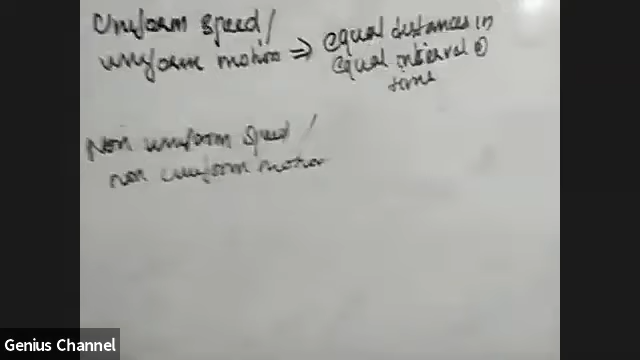 Uniform speed/
uniform motion ⇒ equal distances in
equal interval of
time
Non uniform speed /
non uniform motion
Genius Channel